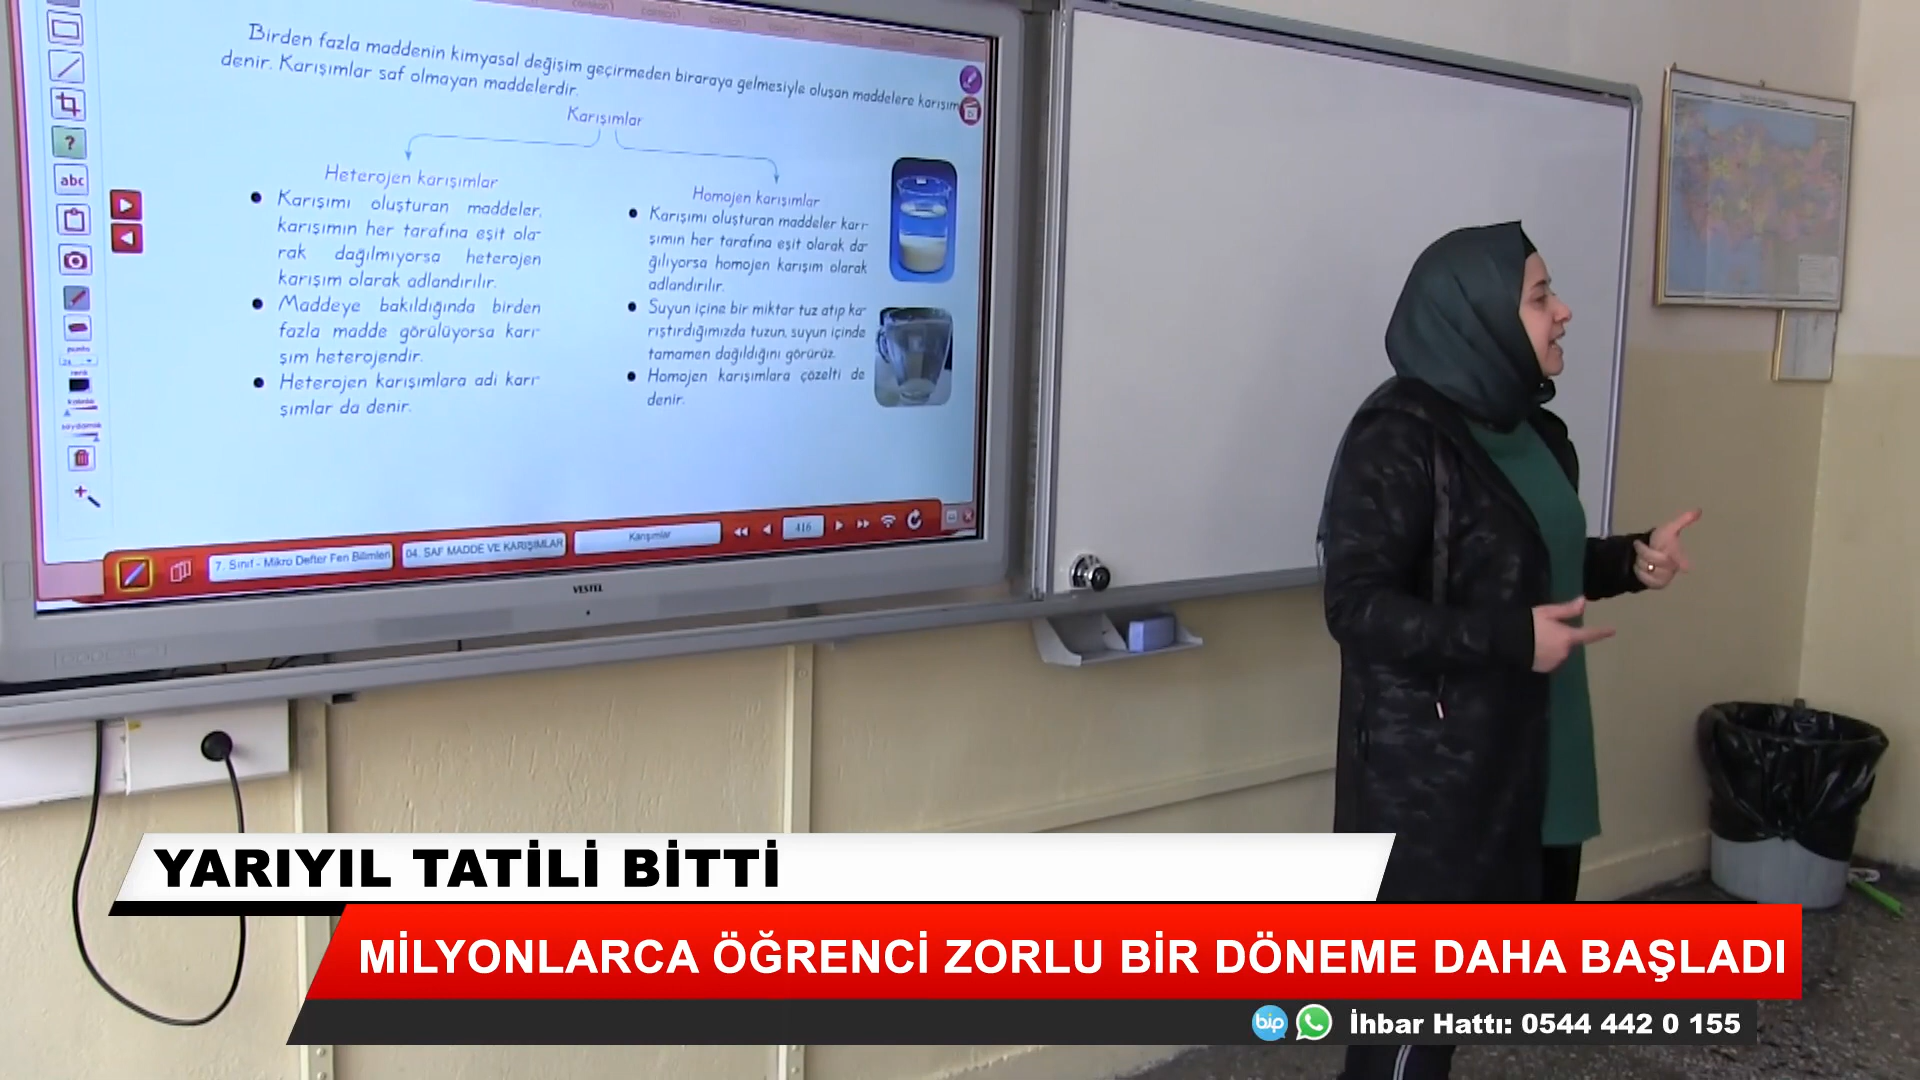 Birden fazla maddenin kimyasal değişim geçirmeden biraraya gelmesiyle oluşan maddelere karışım
denir. Karışımlar saf olmayan maddelerdir.
Karışımlar
Heterojen karışımlar
Karışımı oluşturan maddeler,
karışımın her tarafına eşit ola-
rak dağılmıyorsa heterojen
karışım olarak adlandırılır.
Maddeye bakıldığında birden
fazla madde görülüyorsa karı-
şım heterojendir.
Heterojen karışımlara adi karı-
şımlar da denir.
Homojen karışımlar
Karışımı oluşturan maddeler karı-
şımın her tarafına eşit olarak da-
ğılıyorsa homojen karışım olarak
adlandırılır.
Suyun içine bir miktar tuz atıp ka-
rıştırdığımızda tuzun, suyun içinde
tamamen dağıldığını görürüz.
Homojen karışımlara çözelti de
denir.
?
abc
renk
kalınlık
saydamlık
7. Sınıf - Mikro Defter Fen Bilimleri
04. SAF MADDE VE KARIŞIMLAR
Karışımlar
416
VESTEL
YARIYIL TATİLİ BİTTİ
MİLYONLARCA ÖĞRENCİ ZORLU BİR DÖNEME DAHA BAŞLADI
bip
İhbar Hattı: 0544 442 0 155